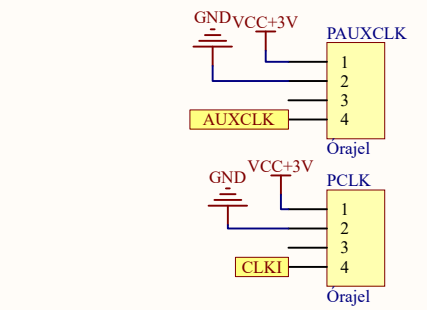 GND VCC+3V
PAUXCLK
1
2
3
AUXCLK 4
Órajel
GND VCC+3V
PCLK
1
2
3
CLKI 4
Órajel